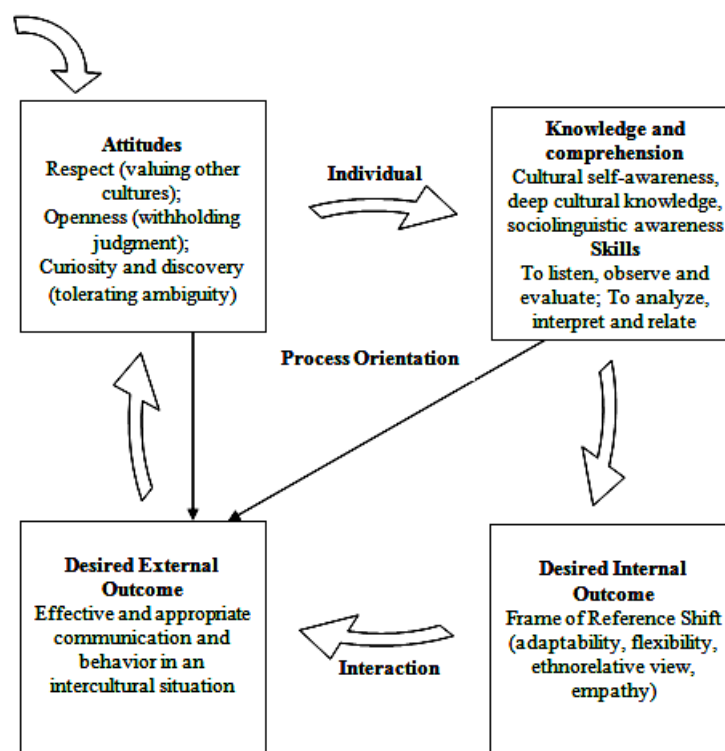 Attitudes
Respect (valuing other
cultures);
Openness (withholding
judgment);
Curiosity and discovery
(tolerating ambiguity)
Individual
Knowledge and
comprehension
Cultural self-awareness,
deep cultural knowledge,
sociolinguistic awareness
Skills
To listen, observe and
evaluate; To analyze,
interpret and relate
Process Orientation
Desired External
Outcome
Effective and appropriate
communication and
behavior in an
intercultural situation
Interaction
Desired Internal
Outcome
Frame of Reference Shift
(adaptability, flexibility,
ethnorelative view,
empathy)